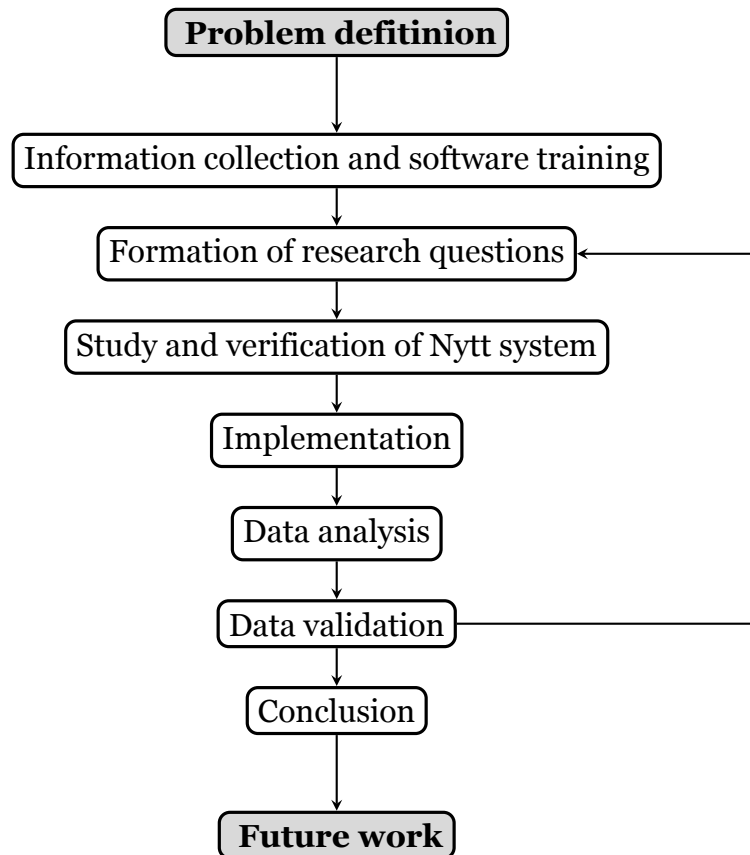 Problem defitinion
Information collection and software training
Formation of research questions
Study and verification of Nytt system
Implementation
Data analysis
Data validation
Conclusion
Future work